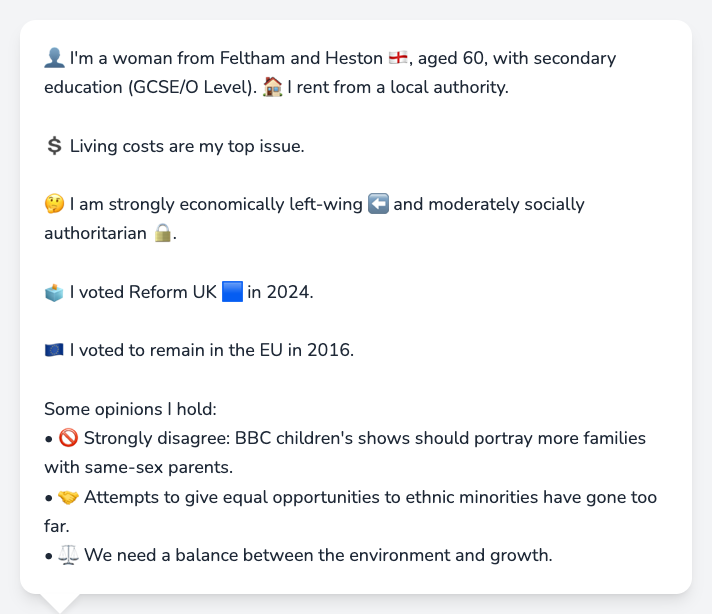 👤 I'm a woman from Feltham and Heston 🏴󠁧󠁢󠁥󠁮󠁧󠁿, aged 60, with secondary
education (GCSE/O Level). 🏠 I rent from a local authority.
💲 Living costs are my top issue.
🤔 I am strongly economically left-wing ⬅️ and moderately socially
authoritarian 🔒.
🗳️ I voted Reform UK 🟦 in 2024.
🇪🇺 I voted to remain in the EU in 2016.
Some opinions I hold:
• 🚫 Strongly disagree: BBC children's shows should portray more families
with same-sex parents.
• 🤝 Attempts to give equal opportunities to ethnic minorities have gone too
far.
• ⚖️ We need a balance between the environment and growth.